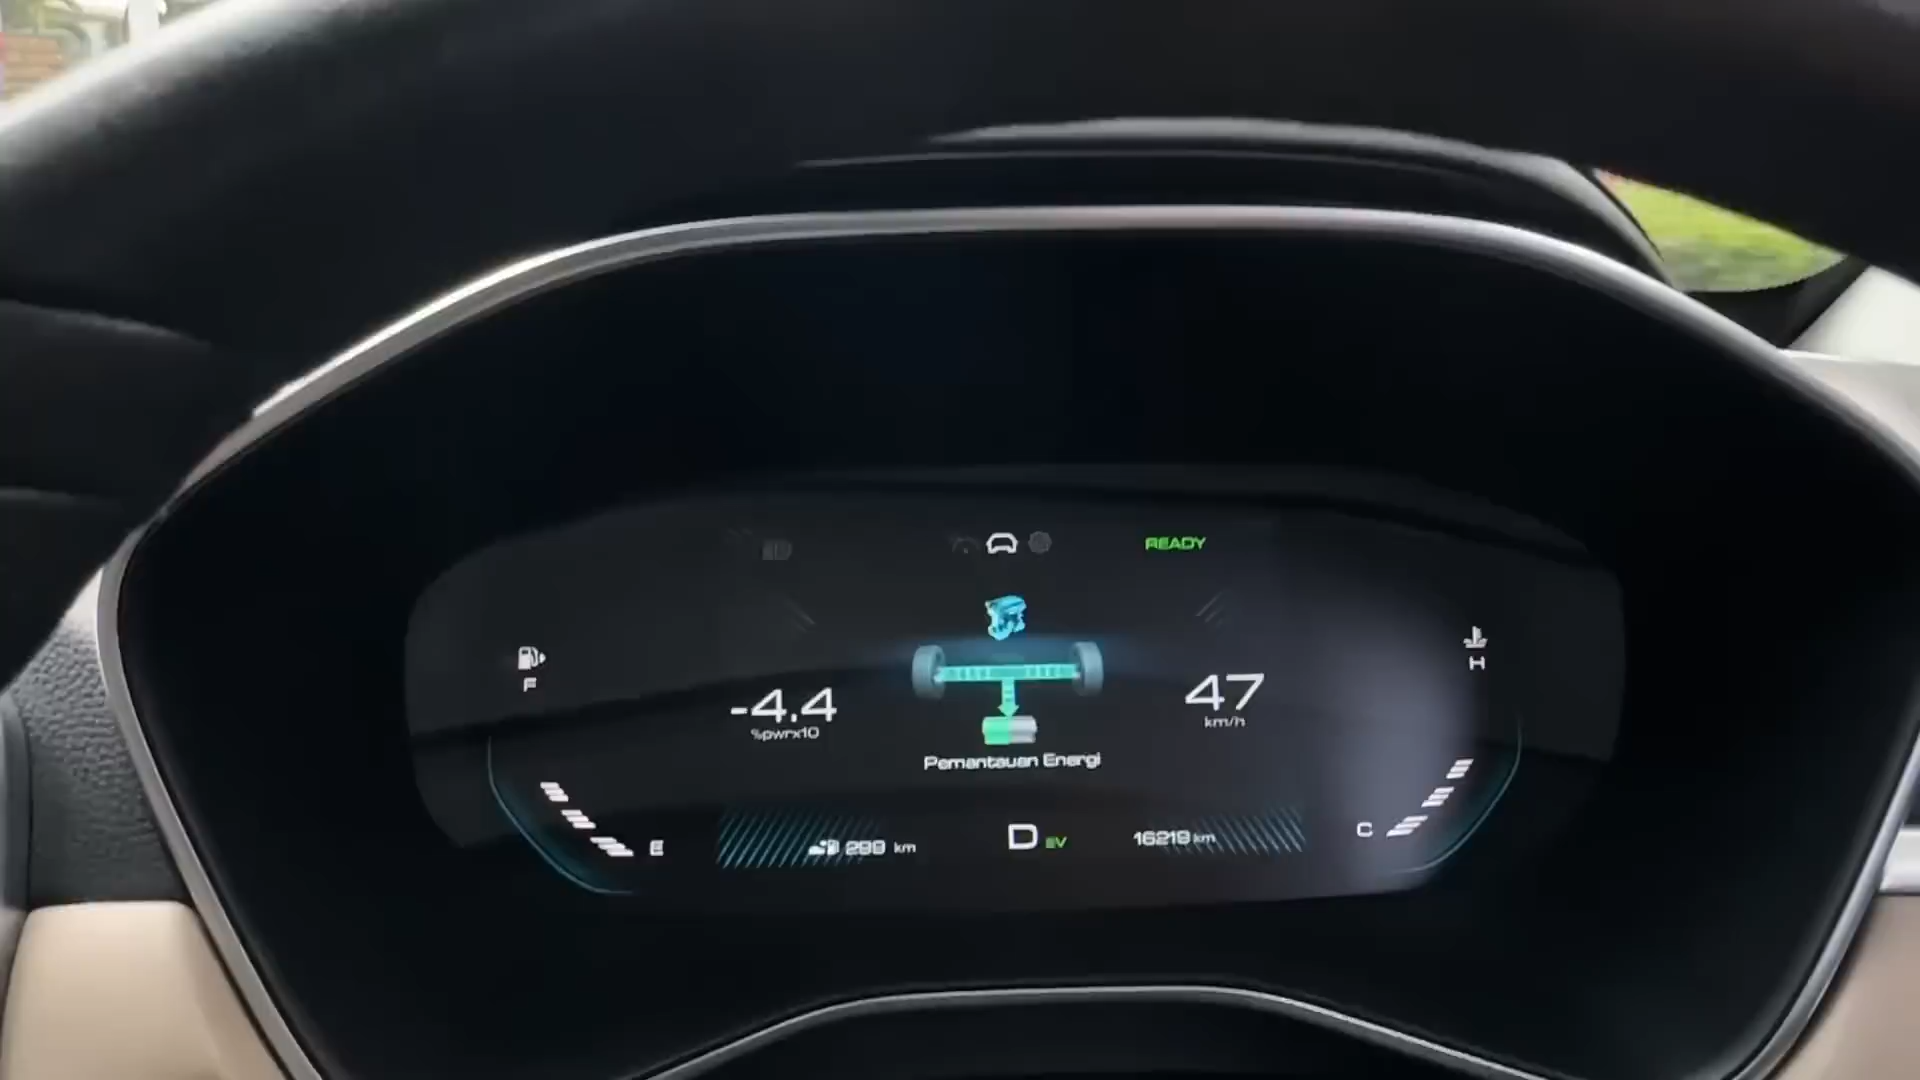 READY
F
H
-4.4
%pwrx10
47
km/h
Pemantauan Energi
E
299 km
D EV
16219 km
C